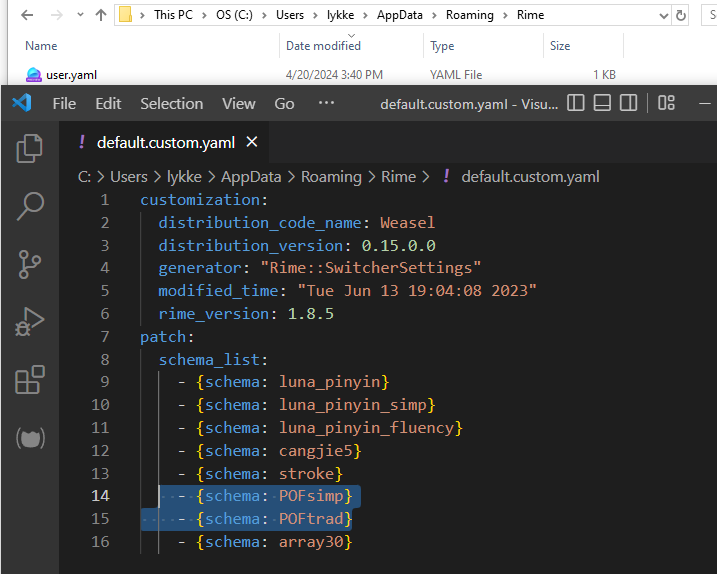 This PC > OS (C:) > Users > lykke > AppData > Roaming > Rime
Name Date modified Type Size
user.yaml 4/20/2024 3:40 PM YAML File 1 KB
File Edit Selection View Go ··· default.custom.yaml - Visu...
! default.custom.yaml ×
C: > Users > lykke > AppData > Roaming > Rime > ! default.custom.yaml
1 customization:
2 distribution_code_name: Weasel
3 distribution_version: 0.15.0.0
4 generator: "Rime::SwitcherSettings"
5 modified_time: "Tue Jun 13 19:04:08 2023"
6 rime_version: 1.8.5
7 patch:
8 schema_list:
9 - {schema: luna_pinyin}
10 - {schema: luna_pinyin_simp}
11 - {schema: luna_pinyin_fluency}
12 - {schema: cangjie5}
13 - {schema: stroke}
14 - {schema: POFsimp}
15 - {schema: POFtrad}
16 - {schema: array30}